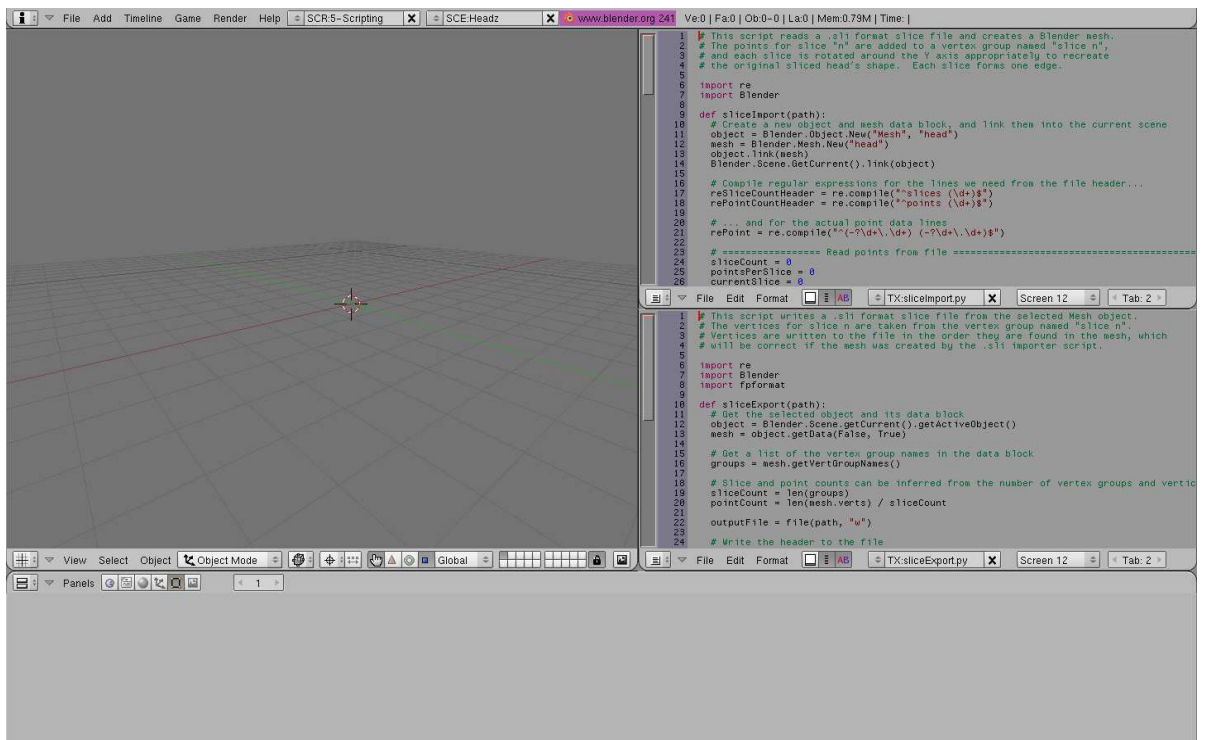 File Add Timeline Game Render Help SCR:5-Scripting X SCE:Headz X www.blender.org 241 Ve:0 | Fa:0 | Ob:0-0 | La:0 | Mem:0.79M | Time: |
1 # This script reads a .sli format slice file and creates a Blender mesh.
2 # The points for slice "n" are added to a vertex group named "slice n",
3 # and each slice is rotated around the Y axis appropriately to recreate
4 # the original sliced head's shape.  Each slice forms one edge.
5
6 import re
7 import Blender
8
9 def sliceImport(path):
10   # Create a new object and mesh data block, and link them into the current scene
11   object = Blender.Object.New("Mesh", "head")
12   mesh = Blender.Mesh.New("head")
13   object.link(mesh)
14   Blender.Scene.GetCurrent().link(object)
15
16   # Compile regular expressions for the lines we need from the file header...
17   reSliceCountHeader = re.compile("^slices (\d+)$")
18   rePointCountHeader = re.compile("^points (\d+)$")
19
20   # ... and for the actual point data lines
21   rePoint = re.compile("^(-?\d+\.\d+) (-?\d+\.\d+)$")
22
23   # ================ Read points from file ========================================
24   sliceCount = 0
25   pointsPerSlice = 0
26   currentSlice = 0
File Edit Format AB TX:sliceImport.py X Screen 12 Tab: 2
1 # This script writes a .sli format slice file from the selected Mesh object.
2 # The vertices for slice n are taken from the vertex group named "slice n".
3 # Vertices are written to the file in the order they are found in the mesh, which
4 # will be correct if the mesh was created by the .sli importer script.
5
6 import re
7 import Blender
8 import fpformat
9
10 def sliceExport(path):
11   # Get the selected object and its data block
12   object = Blender.Scene.getCurrent().getActiveObject()
13   mesh = object.getData(False, True)
14
15   # Get a list of the vertex group names in the data block
16   groups = mesh.getVertGroupNames()
17
18   # Slice and point counts can be inferred from the number of vertex groups and vertic
19   sliceCount = len(groups)
20   pointCount = len(mesh.verts) / sliceCount
21
22   outputFile = file(path, "w")
23
24   # Write the header to the file
View Select Object Object Mode Global
File Edit Format AB TX:sliceExport.py X Screen 12 Tab: 2
Panels 1